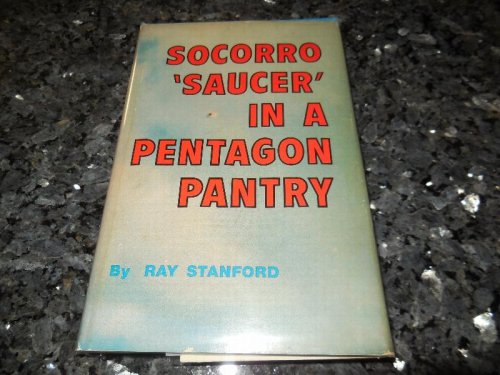 SOCORRO
'SAUCER'
IN A
PENTAGON
PANTRY
By RAY STANFORD